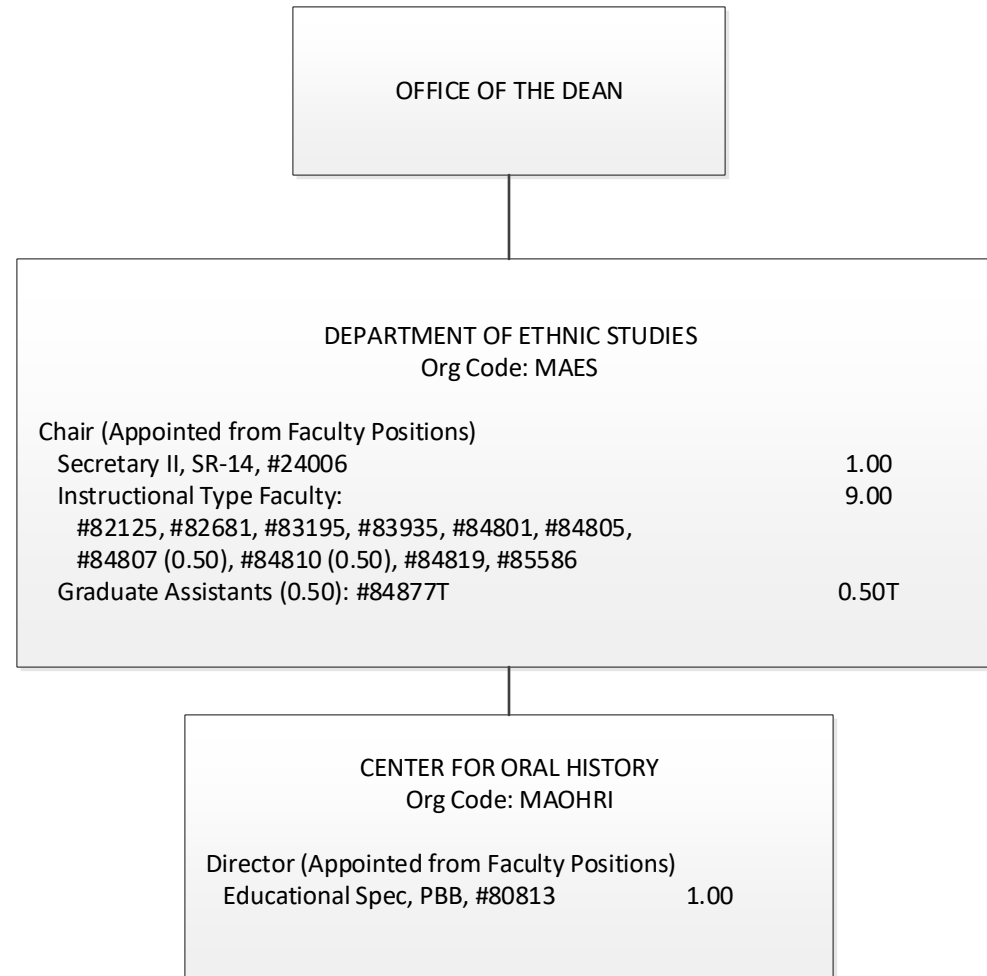 OFFICE OF THE DEAN
DEPARTMENT OF ETHNIC STUDIES
Org Code: MAES
Chair (Appointed from Faculty Positions)
Secretary II, SR-14, #24006 1.00
Instructional Type Faculty: 9.00
#82125, #82681, #83195, #83935, #84801, #84805,
#84807 (0.50), #84810 (0.50), #84819, #85586
Graduate Assistants (0.50): #84877T 0.50T
CENTER FOR ORAL HISTORY
Org Code: MAOHRI
Director (Appointed from Faculty Positions)
Educational Spec, PBB, #80813 1.00